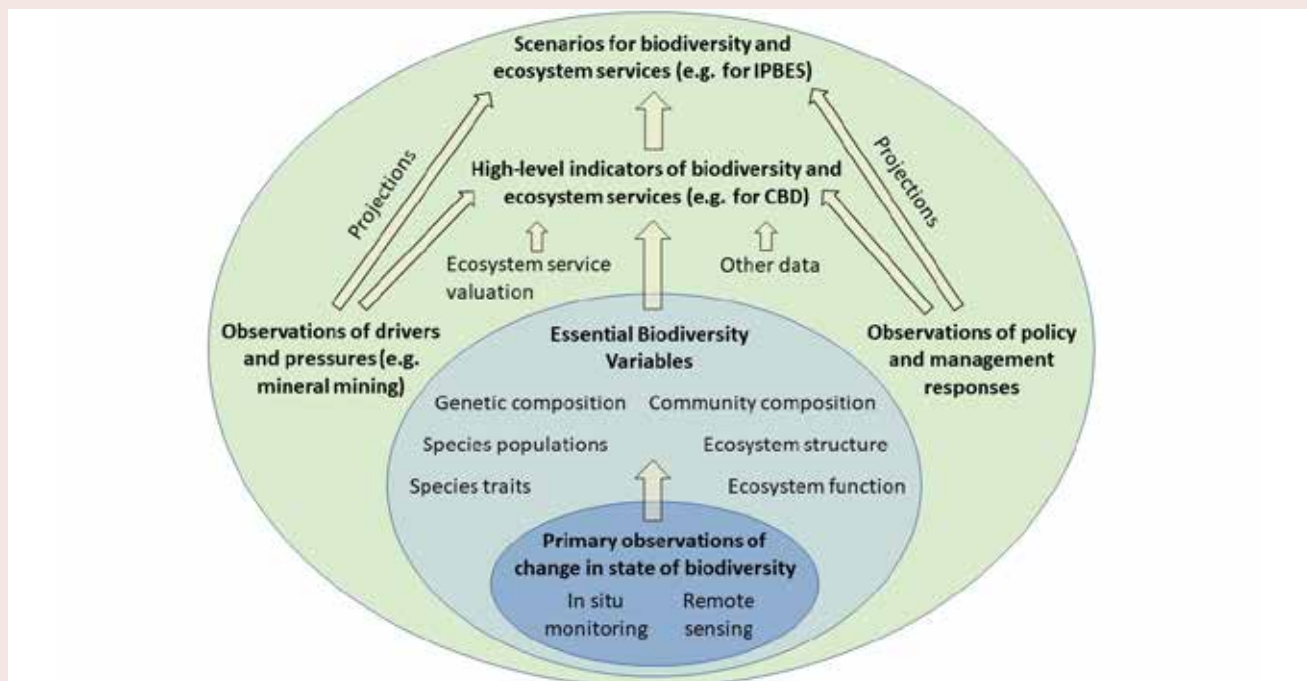 Scenarios for biodiversity and
ecosystem services (e.g. for IPBES)
Projections
Projections
High-level indicators of biodiversity and
ecosystem services (e.g. for CBD)
Ecosystem service
valuation
Other data
Observations of drivers
and pressures (e.g.
mineral mining)
Essential Biodiversity
Variables
Observations of policy
and management
responses
Genetic composition
Community composition
Species populations
Ecosystem structure
Species traits
Ecosystem function
Primary observations of
change in state of biodiversity
In situ
monitoring
Remote
sensing